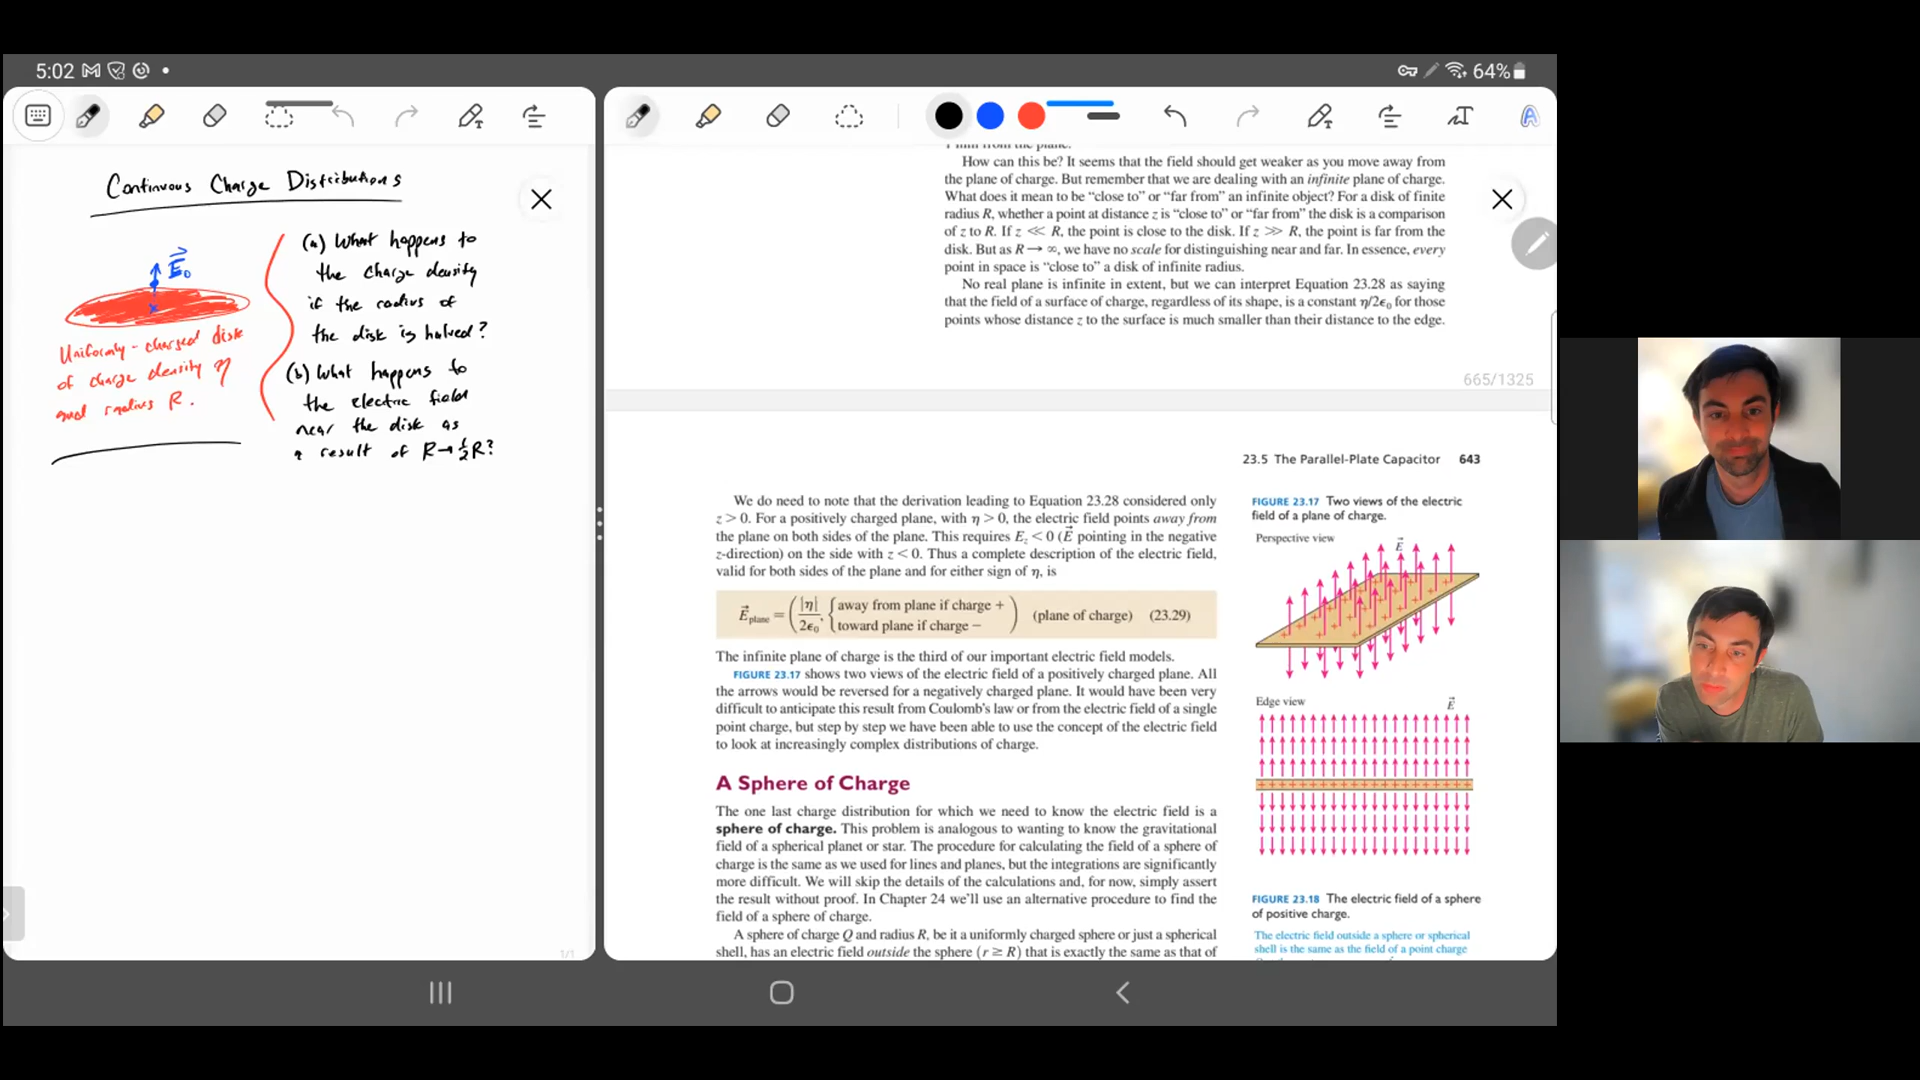 5:02
64%
Continuous Charge Distributions
E₀
Uniformly-charged disk
of charge density η
and radius R.
(a) What happens to
the charge density
if the radius of
the disk is halved?
(b) What happens to
the electric field
near the disk as
a result of R→½R?
1/1
How can this be? It seems that the field should get weaker as you move away from
the plane of charge. But remember that we are dealing with an infinite plane of charge.
What does it mean to be “close to” or “far from” an infinite object? For a disk of finite
radius R, whether a point at distance z is “close to” or “far from” the disk is a comparison
of z to R. If z ≪ R, the point is close to the disk. If z ≫ R, the point is far from the
disk. But as R → ∞, we have no scale for distinguishing near and far. In essence, every
point in space is “close to” a disk of infinite radius.
No real plane is infinite in extent, but we can interpret Equation 23.28 as saying
that the field of a surface of charge, regardless of its shape, is a constant η/2ϵ₀ for those
points whose distance z to the surface is much smaller than their distance to the edge.
665/1325
23.5 The Parallel-Plate Capacitor 643
We do need to note that the derivation leading to Equation 23.28 considered only
z > 0. For a positively charged plane, with η > 0, the electric field points away from
the plane on both sides of the plane. This requires E_z < 0 (E⃗ pointing in the negative
z-direction) on the side with z < 0. Thus a complete description of the electric field,
valid for both sides of the plane and for either sign of η, is
E⃗plane = (|η|/2ϵ₀, { away from plane if charge +
toward plane if charge − ) (plane of charge) (23.29)
The infinite plane of charge is the third of our important electric field models.
FIGURE 23.17 shows two views of the electric field of a positively charged plane. All
the arrows would be reversed for a negatively charged plane. It would have been very
difficult to anticipate this result from Coulomb’s law or from the electric field of a single
point charge, but step by step we have been able to use the concept of the electric field
to look at increasingly complex distributions of charge.
A Sphere of Charge
The one last charge distribution for which we need to know the electric field is a
sphere of charge. This problem is analogous to wanting to know the gravitational
field of a spherical planet or star. The procedure for calculating the field of a sphere of
charge is the same as we used for lines and planes, but the integrations are significantly
more difficult. We will skip the details of the calculations and, for now, simply assert
the result without proof. In Chapter 24 we’ll use an alternative procedure to find the
field of a sphere of charge.
A sphere of charge Q and radius R, be it a uniformly charged sphere or just a spherical
shell, has an electric field outside the sphere (r ≥ R) that is exactly the same as that of
FIGURE 23.17 Two views of the electric
field of a plane of charge.
Perspective view
E⃗
Edge view
E⃗
FIGURE 23.18 The electric field of a sphere
of positive charge.
The electric field outside a sphere or spherical
shell is the same as the field of a point charge